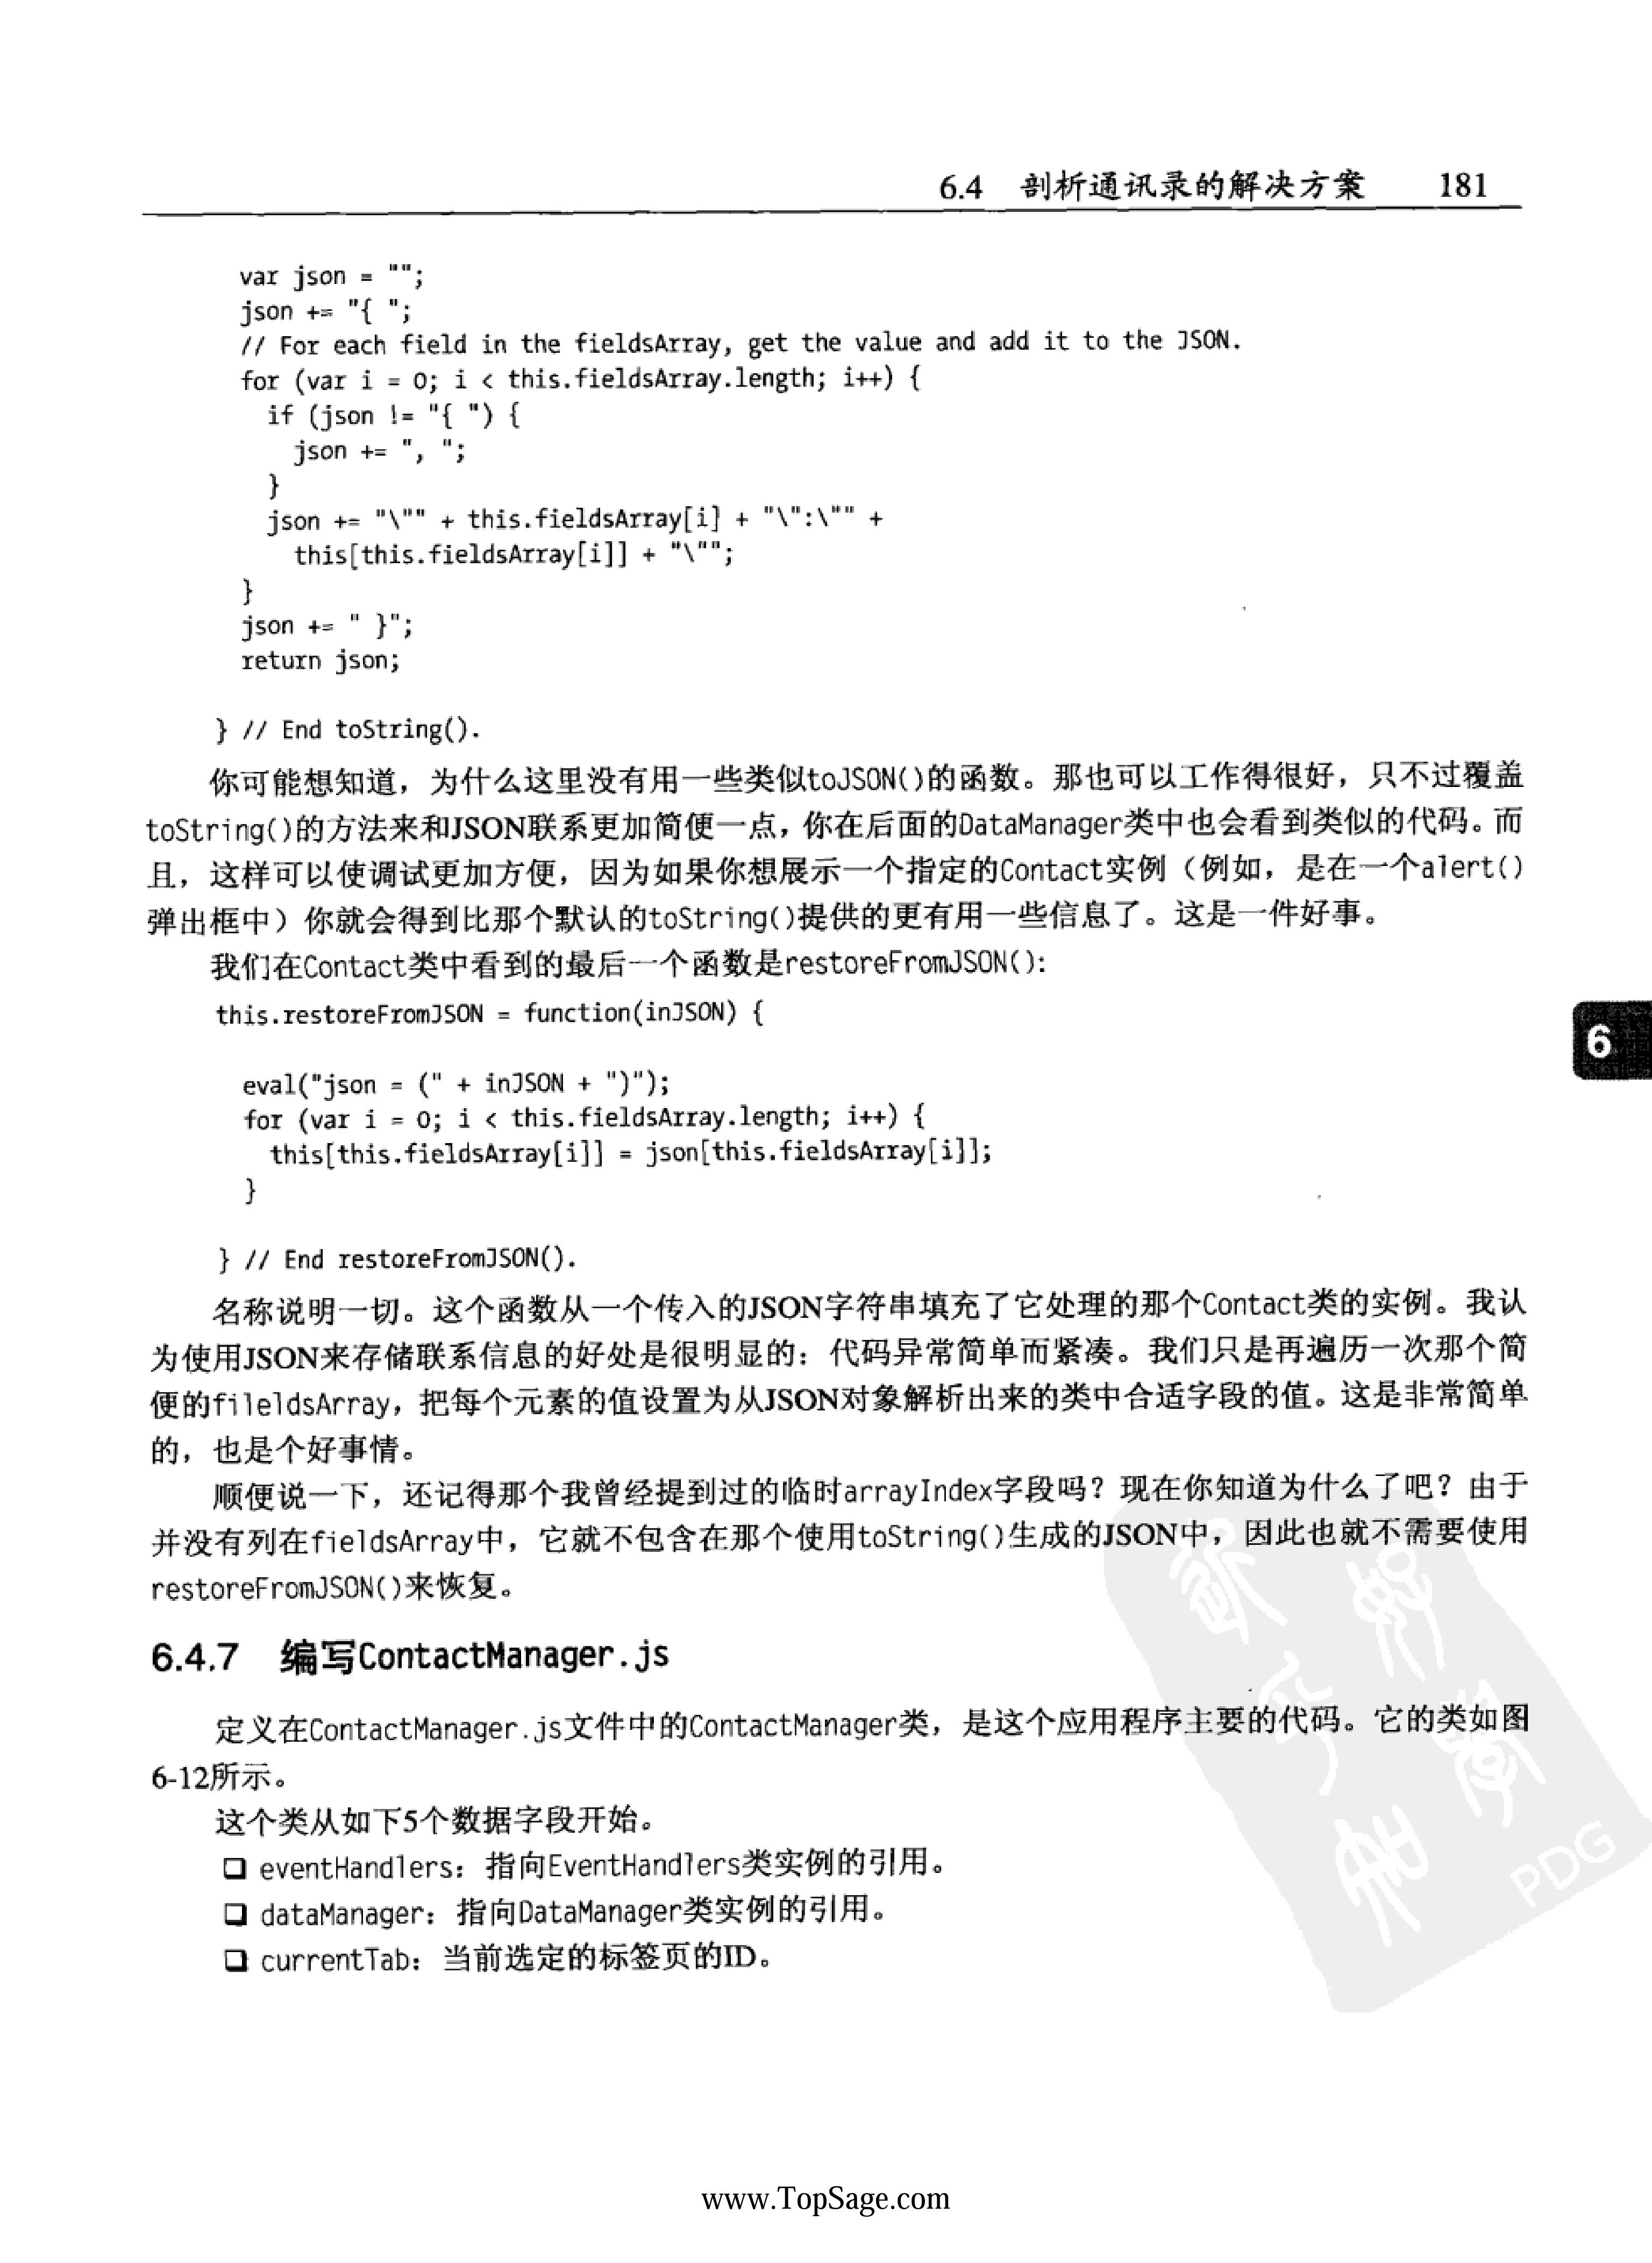 6.4 剖析通讯录的解决方案 181
var json = "";
json += "{ ";
// For each field in the fieldsArray, get the value and add it to the JSON.
for (var i = 0; i < this.fieldsArray.length; i++) {
if (json != "{ ") {
json += ", ";
}
json += "\"" + this.fieldsArray[i] + "\":\"" +
this[this.fieldsArray[i]] + "\"";
}
json += " }";
return json;
} // End toString().
你可能想知道，为什么这里没有用一些类似toJSON()的函数。那也可以工作得很好，只不过覆盖
toString()的方法来和JSON联系更加简便一点，你在后面的DataManager类中也会看到类似的代码。而
且，这样可以使调试更加方便，因为如果你想展示一个指定的Contact实例（例如，是在一个alert()
弹出框中）你就会得到比那个默认的toString()提供的更有用一些信息了。这是一件好事。
我们在Contact类中看到的最后一个函数是restoreFromJSON():
this.restoreFromJSON = function(inJSON) {
eval("json = (" + inJSON + ")");
for (var i = 0; i < this.fieldsArray.length; i++) {
this[this.fieldsArray[i]] = json[this.fieldsArray[i]];
}
} // End restoreFromJSON().
6
名称说明一切。这个函数从一个传入的JSON字符串填充了它处理的那个Contact类的实例。我认
为使用JSON来存储联系信息的好处是很明显的：代码异常简单而紧凑。我们只是再遍历一次那个简
便的fileldsArray，把每个元素的值设置为从JSON对象解析出来的类中合适字段的值。这是非常简单
的，也是个好事情。
顺便说一下，还记得那个我曾经提到过的临时arrayIndex字段吗？现在你知道为什么了吧？由于
并没有列在fieldsArray中，它就不包含在那个使用toString()生成的JSON中，因此也就不需要使用
restoreFromJSON()来恢复。
6.4.7 编写ContactManager.js
定义在ContactManager.js文件中的ContactManager类，是这个应用程序主要的代码。它的类如图
6-12所示。
这个类从如下5个数据字段开始。
❑ eventHandlers：指向EventHandlers类实例的引用。
❑ dataManager：指向DataManager类实例的引用。
❑ currentTab：当前选定的标签页的ID。
PDG
www.TopSage.com